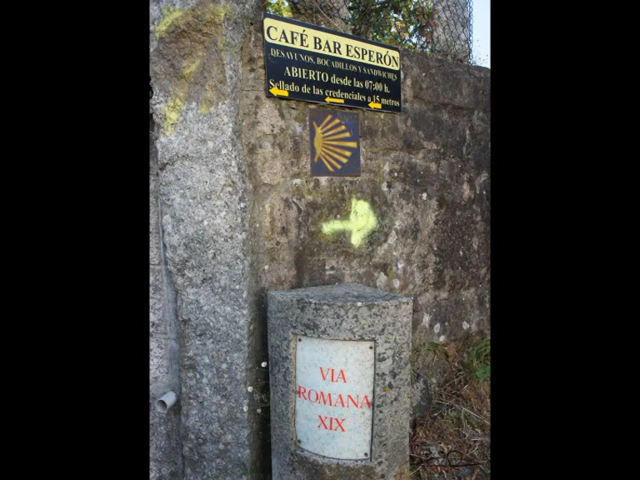 CAFÉ BAR ESPERÓN
DESAYUNOS, BOCADILLOS Y SANDWICHES
ABIERTO desde las 07:00 h.
Sellado de las credenciales a 15 metros
VIA
ROMANA
XIX